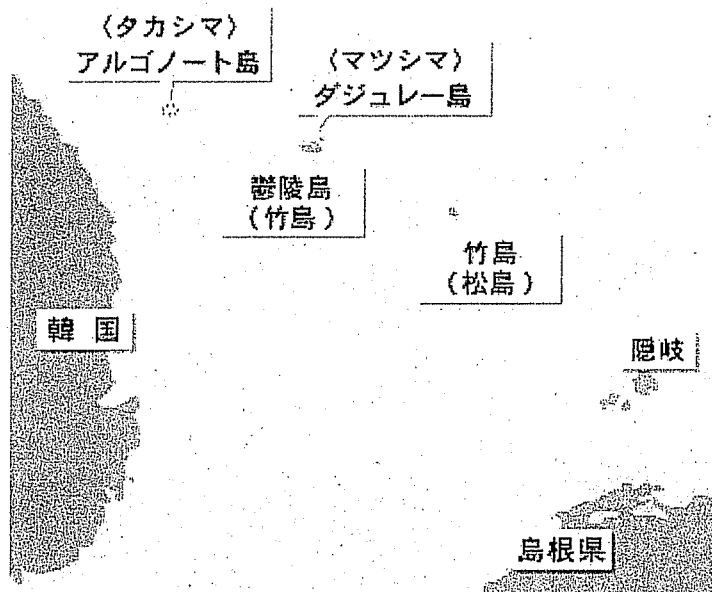 〈タカシマ〉
アルゴノート島
〈マツシマ〉
ダジュレー島
鬱陵島
(竹島)
竹島
(松島)
韓国
隠岐
島根県